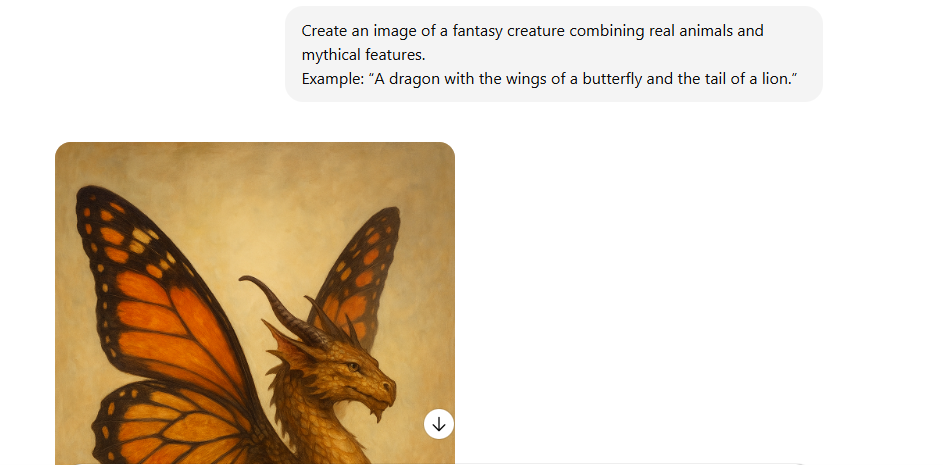 Create an image of a fantasy creature combining real animals and
mythical features.
Example: “A dragon with the wings of a butterfly and the tail of a lion.”